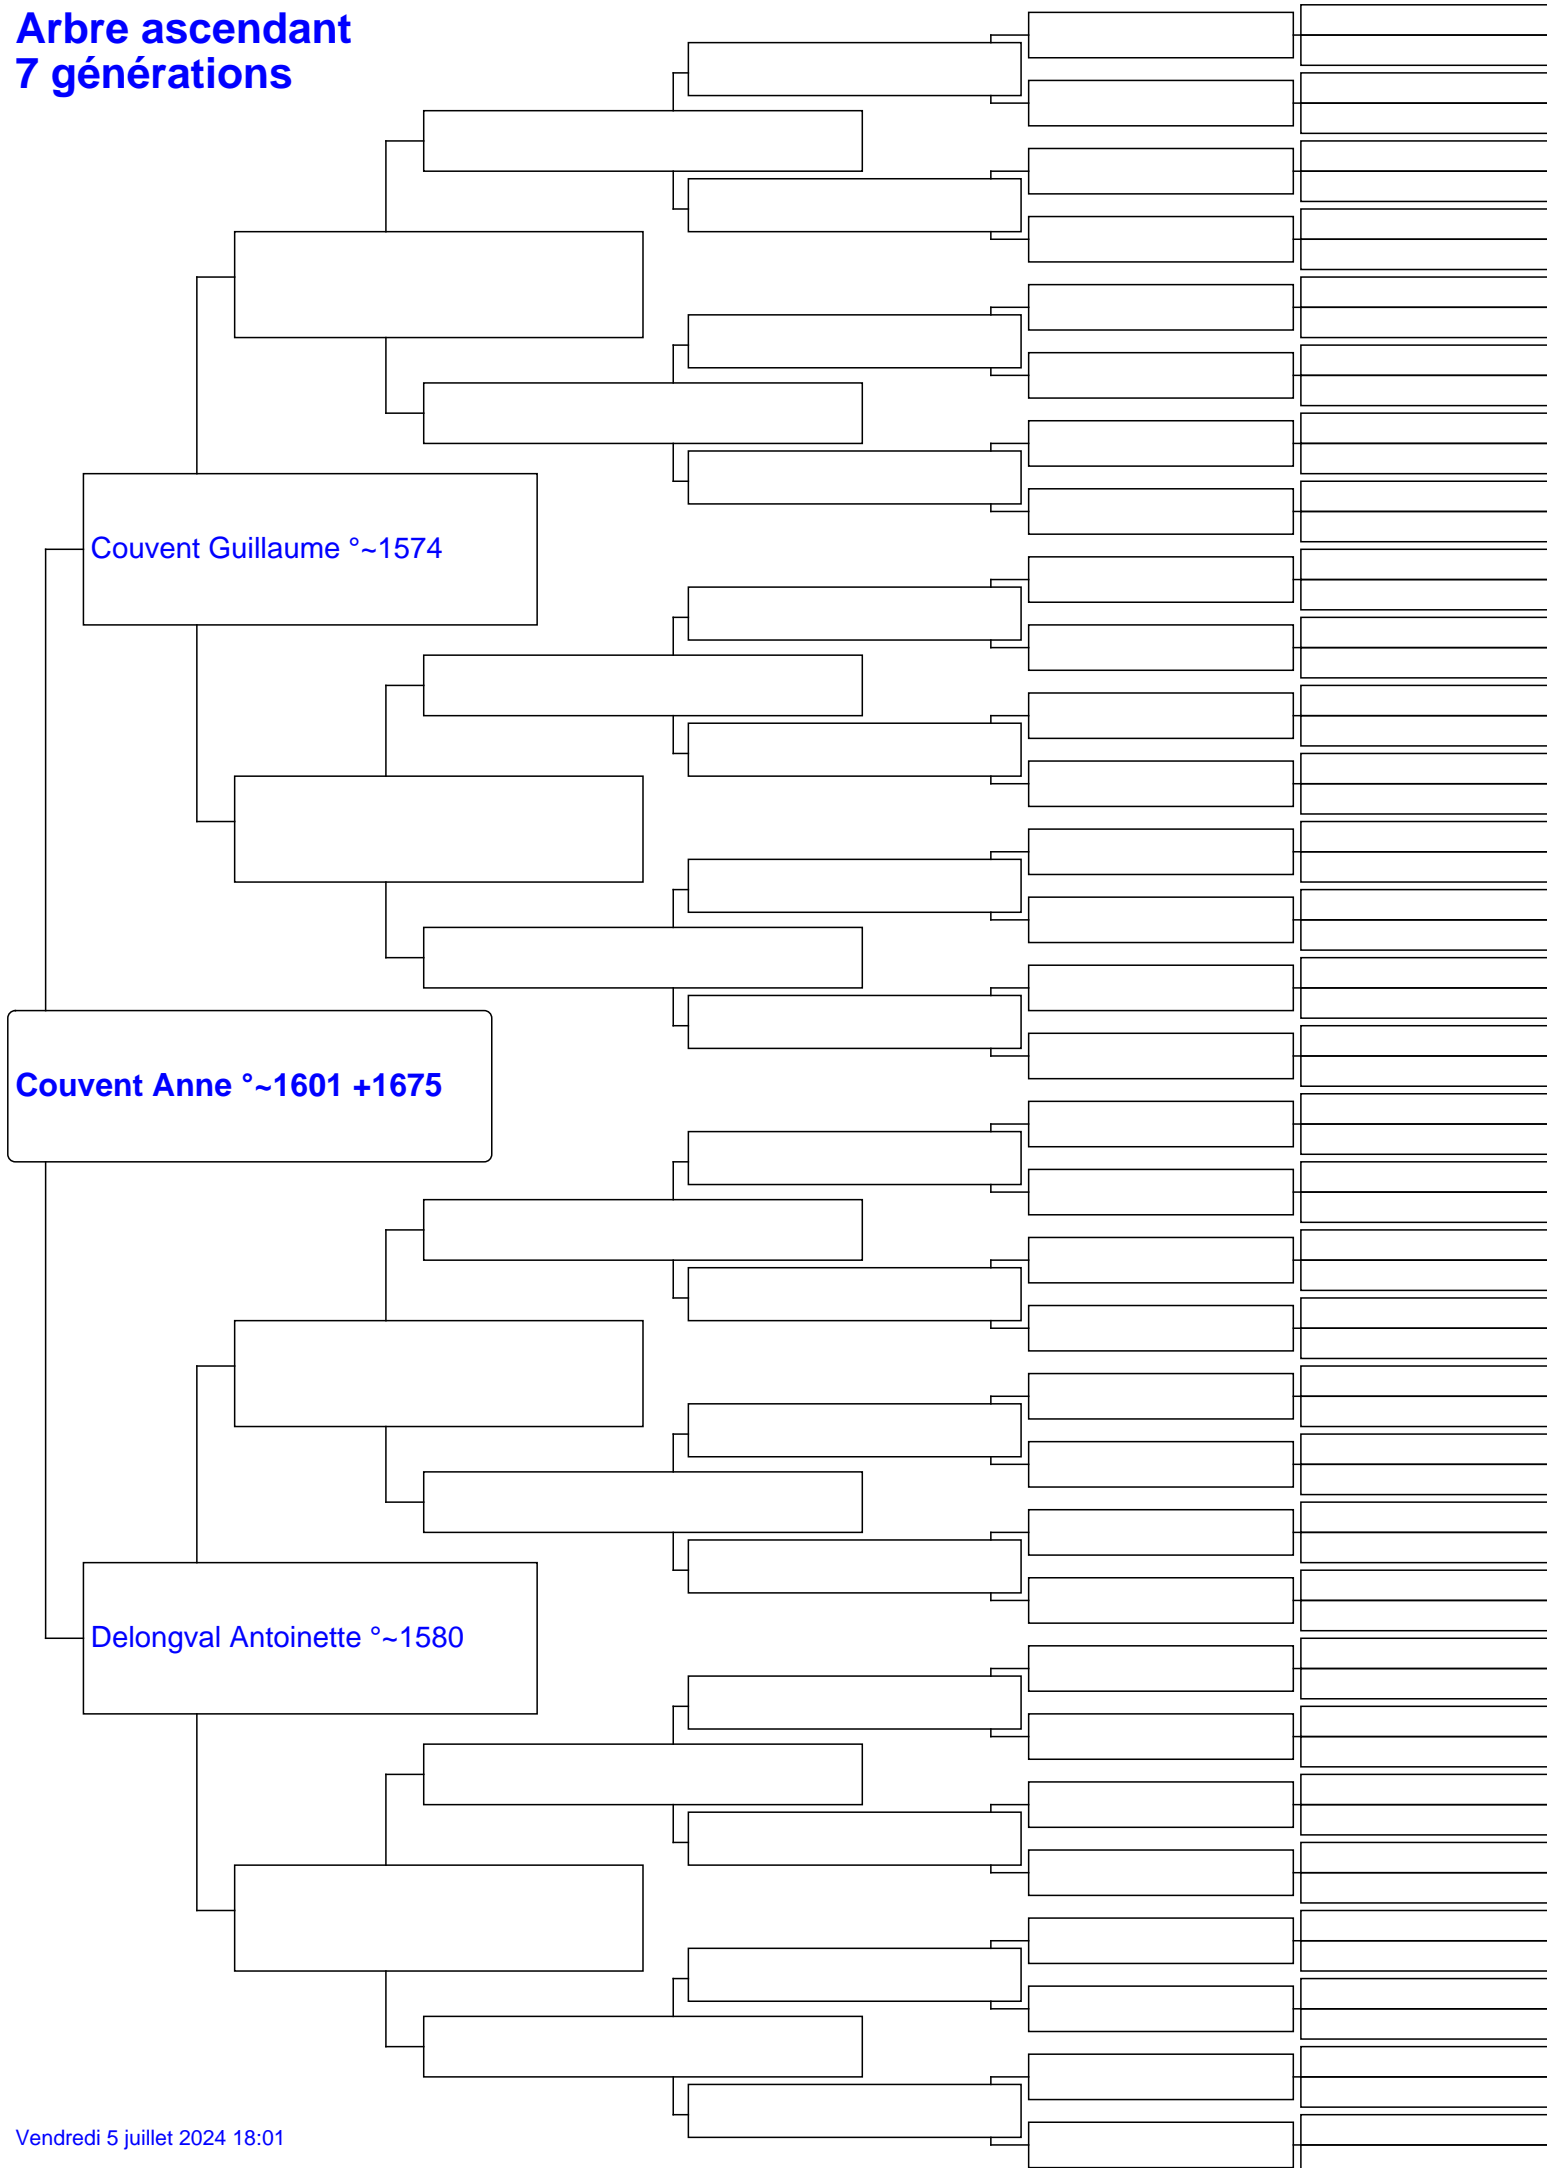 Arbre ascendant
7 générations
Couvent Guillaume °~1574
Couvent Anne °~1601 +1675
Delongval Antoinette °~1580
Vendredi 5 juillet 2024 18:01